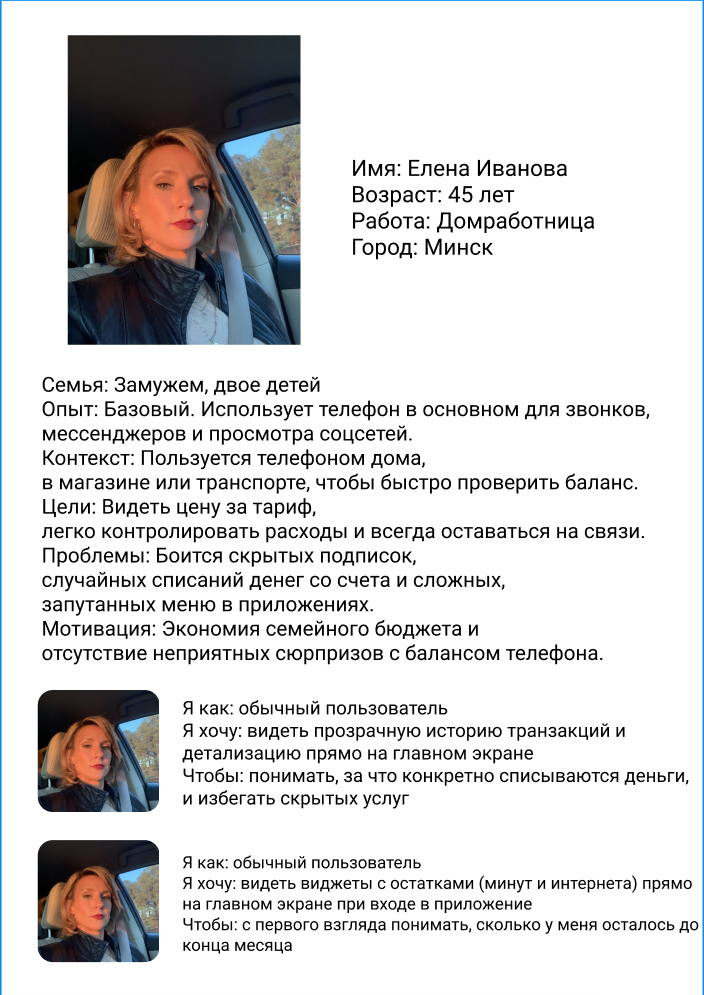 Имя: Елена Иванова
Возраст: 45 лет
Работа: Домработница
Город: Минск
Семья: Замужем, двое детей
Опыт: Базовый. Использует телефон в основном для звонков,
мессенджеров и просмотра соцсетей.
Контекст: Пользуется телефоном дома,
в магазине или транспорте, чтобы быстро проверить баланс.
Цели: Видеть цену за тариф,
легко контролировать расходы и всегда оставаться на связи.
Проблемы: Боится скрытых подписок,
случайных списаний денег со счета и сложных,
запутанных меню в приложениях.
Мотивация: Экономия семейного бюджета и
отсутствие неприятных сюрпризов с балансом телефона.
Я как: обычный пользователь
Я хочу: видеть прозрачную историю транзакций и
детализацию прямо на главном экране
Чтобы: понимать, за что конкретно списываются деньги,
и избегать скрытых услуг
Я как: обычный пользователь
Я хочу: видеть виджеты с остатками (минут и интернета) прямо
на главном экране при входе в приложение
Чтобы: с первого взгляда понимать, сколько у меня осталось до
конца месяца